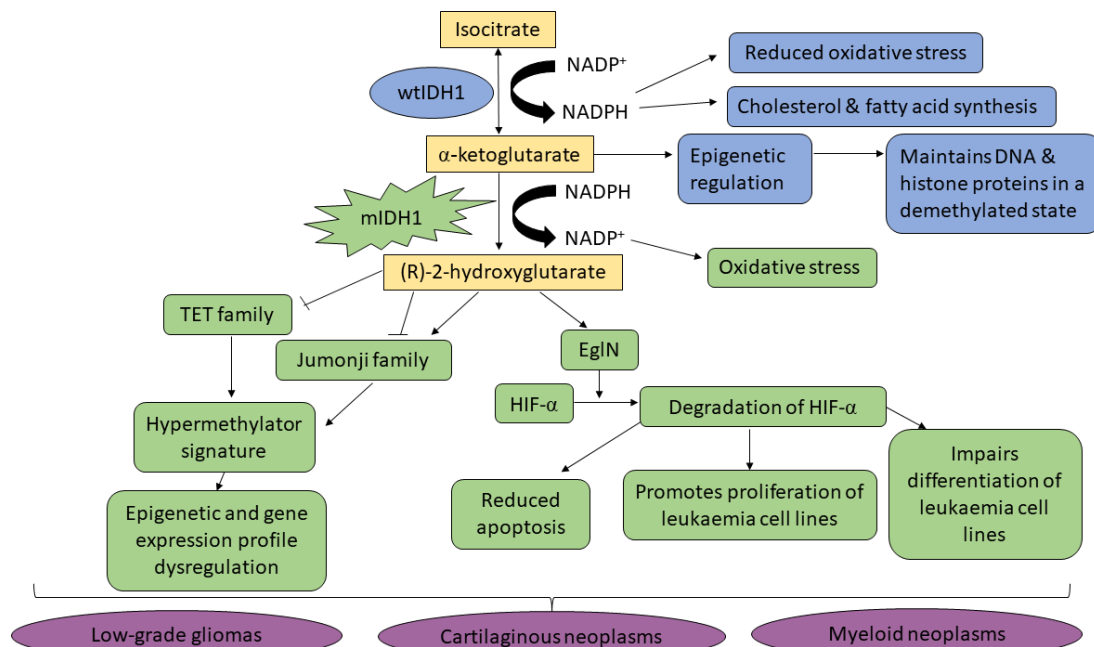 Isocitrate
NADP⁺
Reduced oxidative stress
wtIDH1
NADPH
Cholesterol & fatty acid synthesis
α-ketoglutarate
Epigenetic
regulation
Maintains DNA &
histone proteins in a
demethylated state
mIDH1
NADPH
NADP⁺
Oxidative stress
(R)-2-hydroxyglutarate
TET family
Jumonji family
EglN
HIF-α
Degradation of HIF-α
Hypermethylator
signature
Impairs
differentiation of
leukaemia cell
lines
Reduced
apoptosis
Promotes proliferation of
leukaemia cell lines
Epigenetic and gene
expression profile
dysregulation
Low-grade gliomas
Cartilaginous neoplasms
Myeloid neoplasms